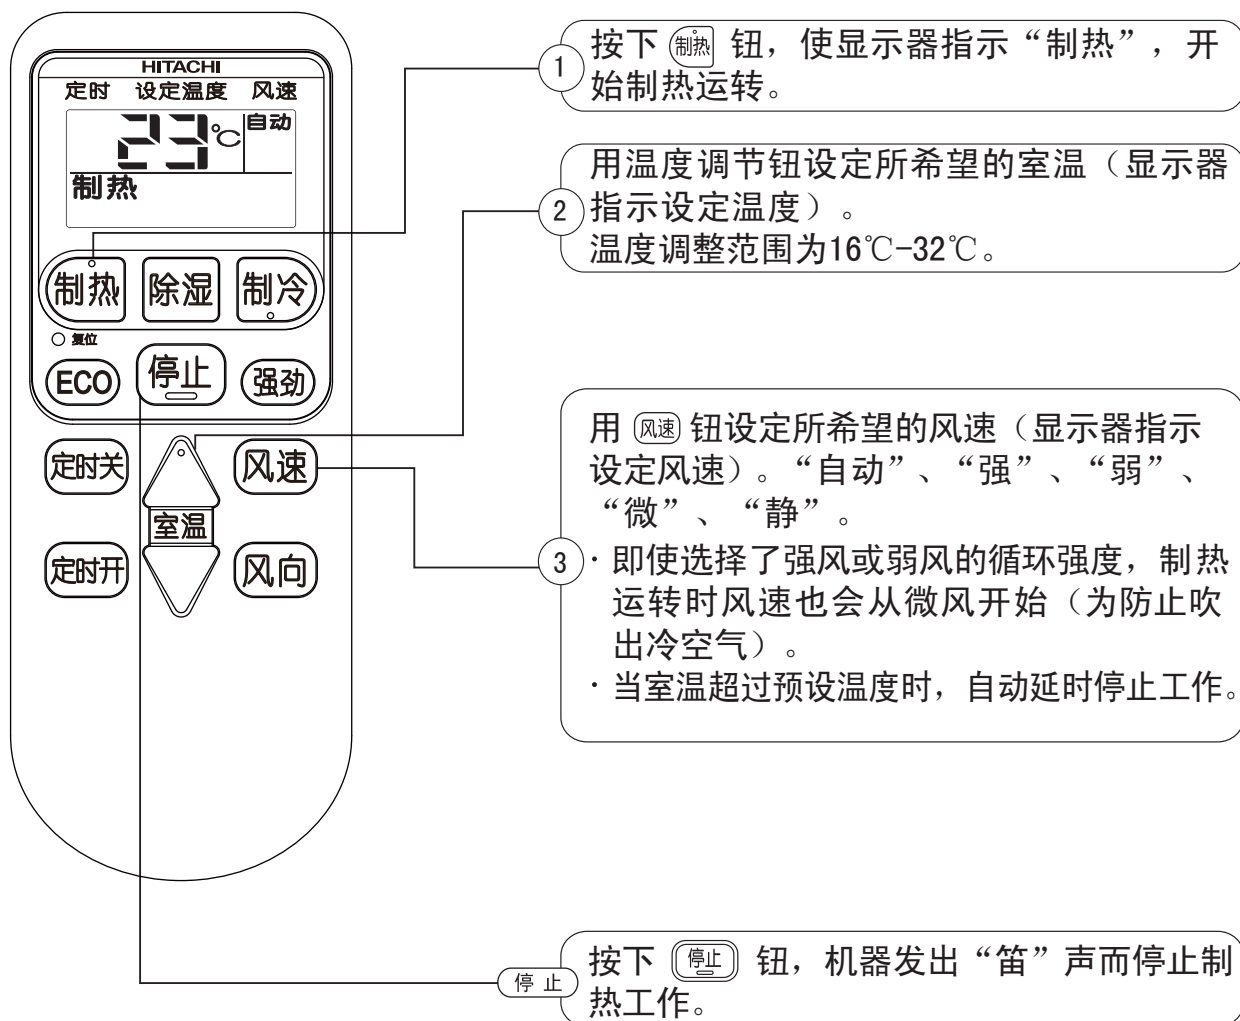 HITACHI
定时 设定温度 风速
23℃ 自动
制热
制热 除湿 制冷
复位
ECO 停止 强劲
定时关 风速
室温
定时开 风向
1
按下 制热 钮，使显示器指示“制热”，开
始制热运转。
2
用温度调节钮设定所希望的室温（显示器
指示设定温度）。
温度调整范围为16℃-32℃。
3
用 风速 钮设定所希望的风速（显示器指示
设定风速）。“自动”、“强”、“弱”、
“微”、“静”。
·即使选择了强风或弱风的循环强度，制热
运转时风速也会从微风开始（为防止吹
出冷空气）。
·当室温超过预设温度时，自动延时停止工作。
停止
按下 停止 钮，机器发出“笛”声而停止制
热工作。